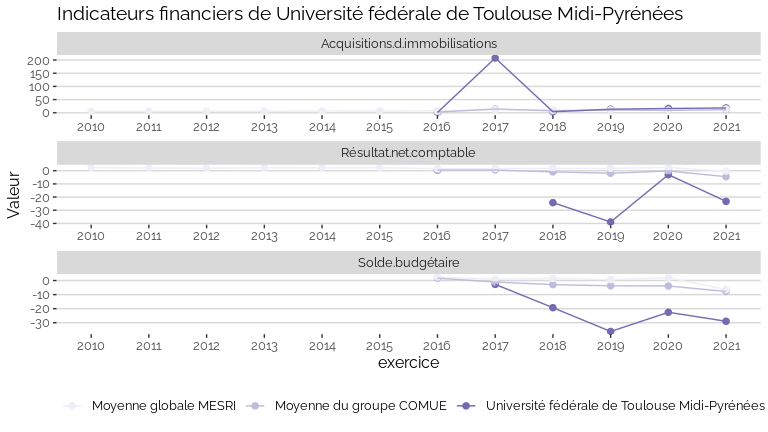 Indicateurs financiers de Université fédérale de Toulouse Midi-Pyrénées
Acquisitions.d.immobilisations
200
150
100
50
0
2010 2011 2012 2013 2014 2015 2016 2017 2018 2019 2020 2021
Résultat.net.comptable
0
-10
-20
-30
-40
2010 2011 2012 2013 2014 2015 2016 2017 2018 2019 2020 2021
Valeur
Solde.budgétaire
0
-10
-20
-30
2010 2011 2012 2013 2014 2015 2016 2017 2018 2019 2020 2021
exercice
Moyenne globale MESRI Moyenne du groupe COMUE Université fédérale de Toulouse Midi-Pyrénées